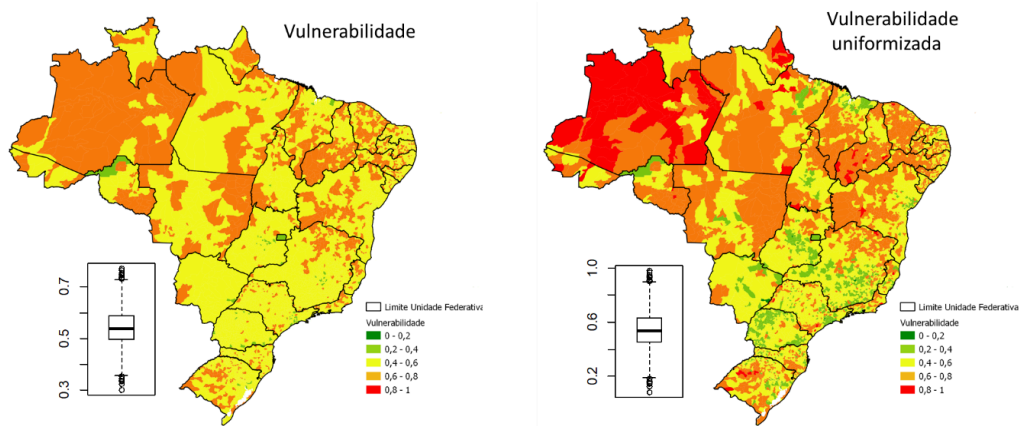 Vulnerabilidade
0.7
0.5
0.3
Limite Unidade Federativa
Vulnerabilidade
0 - 0,2
0,2 - 0,4
0,4 - 0,6
0,6 - 0,8
0,8 - 1
Vulnerabilidade
uniformizada
1.0
0.6
0.2
Limite Unidade Federativa
Vulnerabilidade
0 - 0,2
0,2 - 0,4
0,4 - 0,6
0,6 - 0,8
0,8 - 1